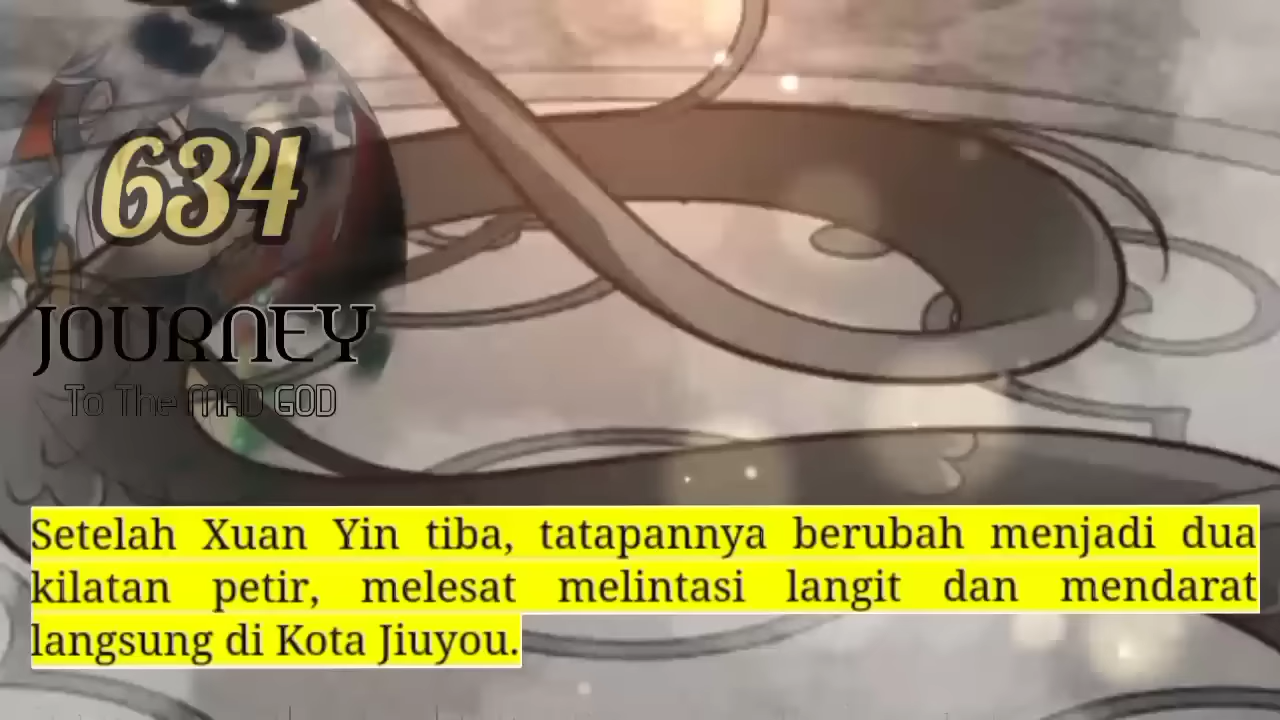 634
JOURNEY
To The MAD GOD
Setelah Xuan Yin tiba, tatapannya berubah menjadi dua
kilatan petir, melesat melintasi langit dan mendarat
langsung di Kota Jiuyou.